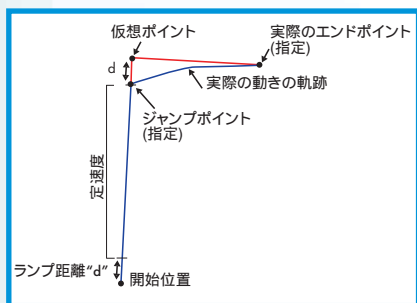 仮想ポイント
実際のエンドポイント
(指定)
d
実際の動きの軌跡
ジャンプポイント
(指定)
定速度
ランプ距離“d”
開始位置